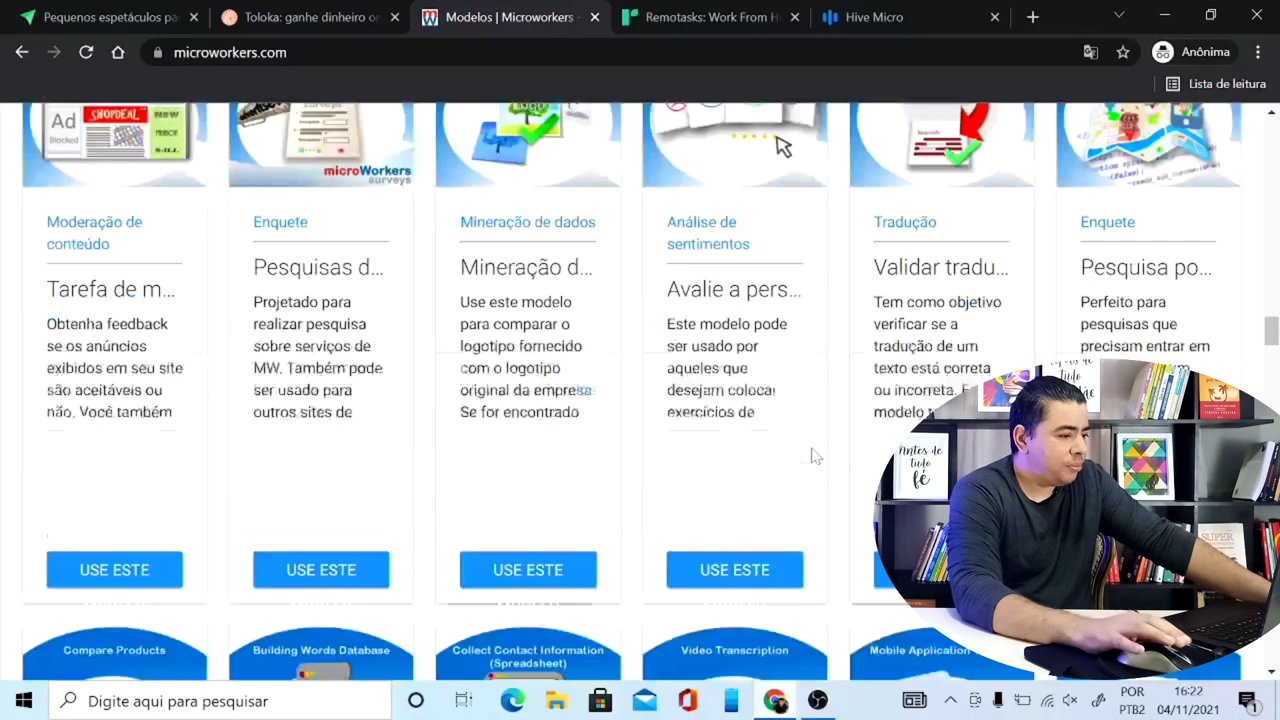 Pequenos espetáculos pa
Toloka: ganhe dinheiro on
Modelos | Microworkers -
Remotasks: Work From H
Hive Micro
microworkers.com
Anônima
Lista de leitura
Ad
Blocked
SHOPDEAL
microWorkers
surveys
Logo
Moderação de
conteúdo
Tarefa de m...
Obtenha feedback
se os anúncios
exibidos em seu site
são aceitáveis ou
não. Você também
USE ESTE
Enquete
Pesquisas d...
Projetado para
realizar pesquisa
sobre serviços de
MW. Também pode
ser usado para
outros sites de
USE ESTE
Mineração de dados
Mineração d...
Use este modelo
para comparar o
logotipo fornecido
com o logotipo
original da empresa
Se for encontrado
USE ESTE
Análise de
sentimentos
Avalie a pers...
Este modelo pode
ser usado por
aqueles que
desejam colocar
exercícios de
USE ESTE
Tradução
Validar tradu...
Tem como objetivo
verificar se a
tradução de um
texto está correta
ou incorreta.
modelo
Enquete
Pesquisa po...
Perfeito para
pesquisas que
precisam entrar em
Antes de
tudo
fé
SUPER
Compare Products
Building Words Database
Collect Contact Information
(Spreadsheet)
Video Transcription
Mobile Application
Digite aqui para pesquisar
POR
PTB2
16:22
04/11/2021
1